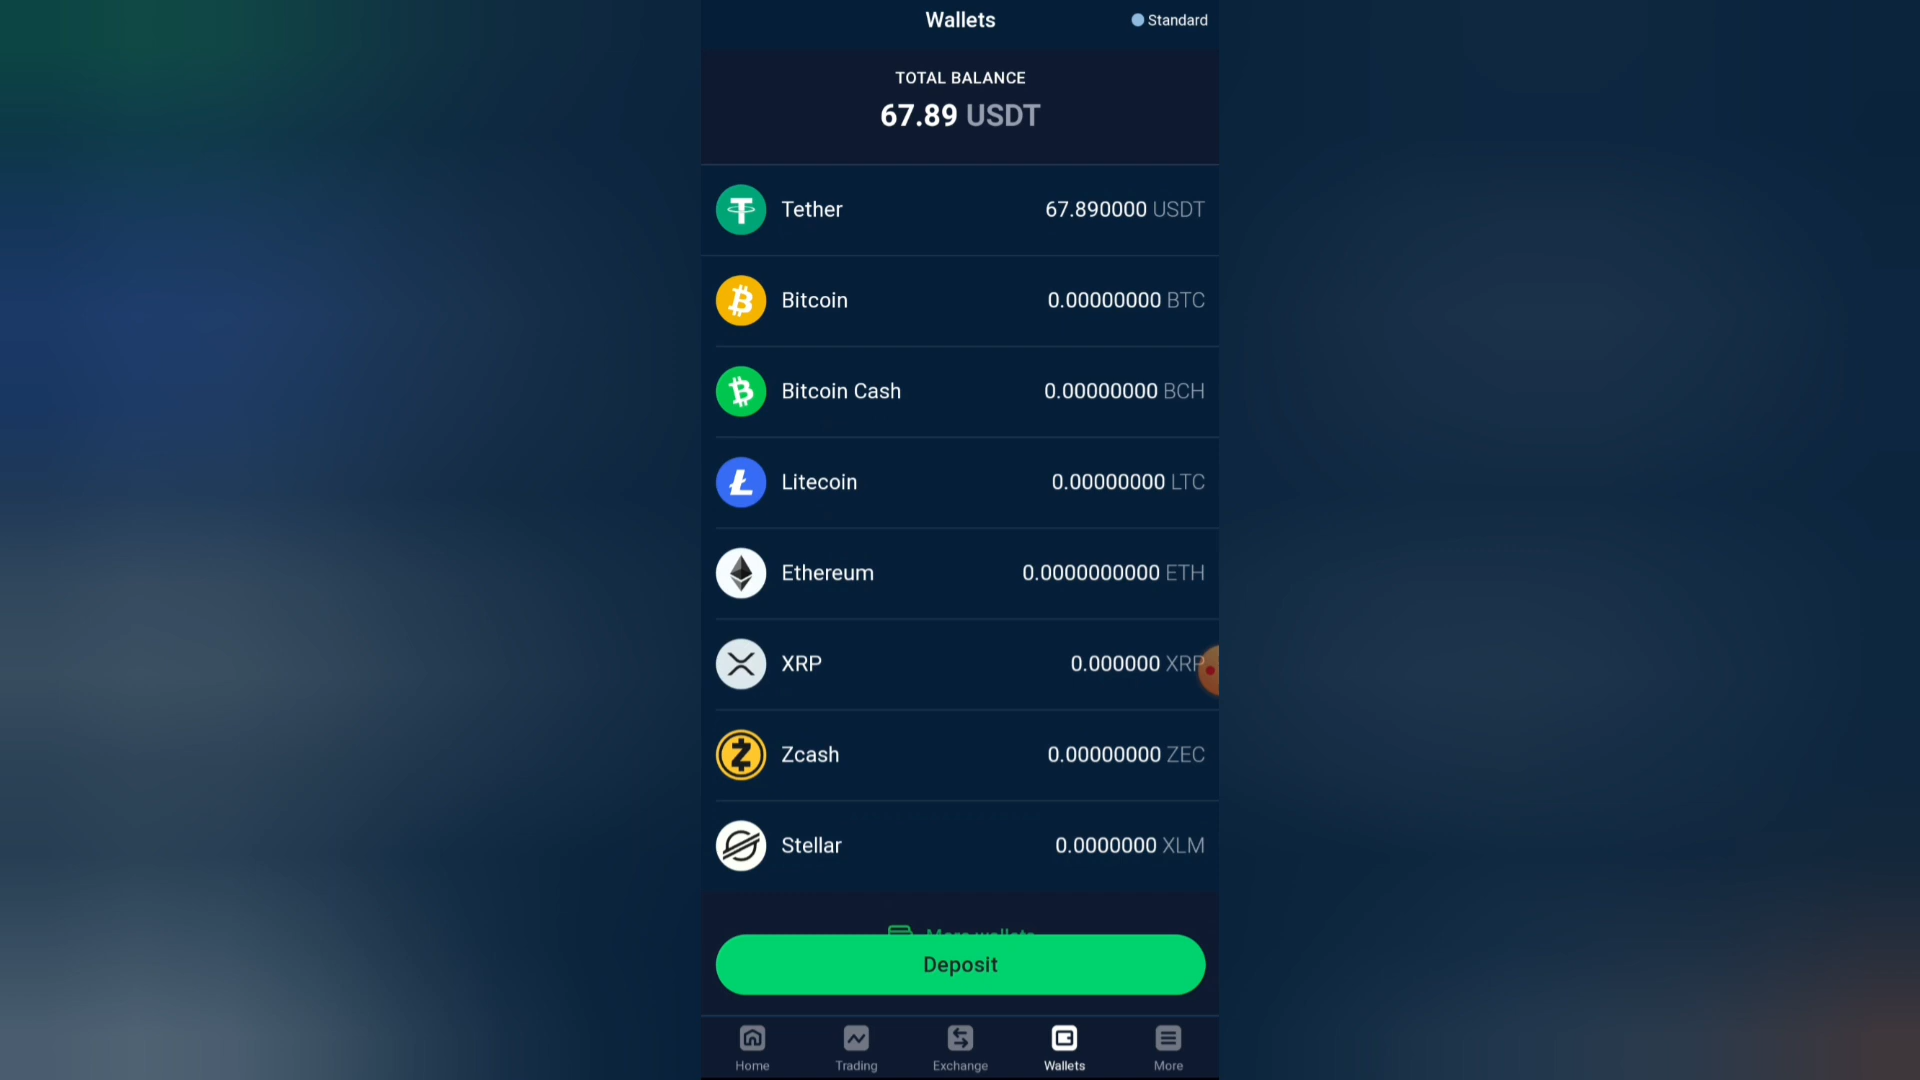 Wallets
Standard
TOTAL BALANCE
67.89 USDT
Tether 67.890000 USDT
Bitcoin 0.00000000 BTC
Bitcoin Cash 0.00000000 BCH
Litecoin 0.00000000 LTC
Ethereum 0.0000000000 ETH
XRP 0.000000 XRP
Zcash 0.00000000 ZEC
Stellar 0.0000000 XLM
More wallets
Deposit
Home Trading Exchange Wallets More